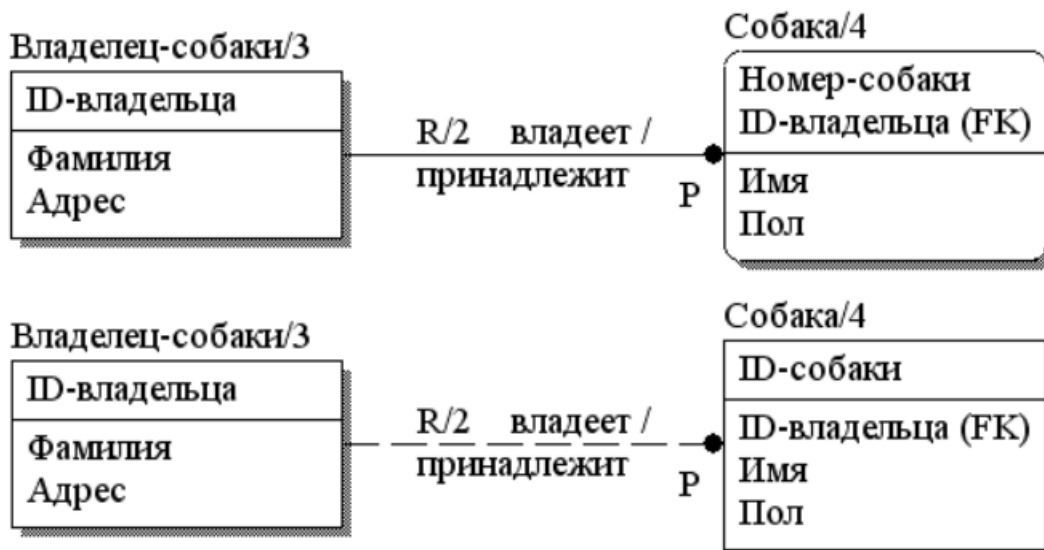 Владелец-собаки/3
ID-владельца
Фамилия
Адрес
R/2 владеет /
принадлежит
P
Собака/4
Номер-собаки
ID-владельца (FK)
Имя
Пол
Владелец-собаки/3
ID-владельца
Фамилия
Адрес
R/2 владеет /
принадлежит
P
Собака/4
ID-собаки
ID-владельца (FK)
Имя
Пол